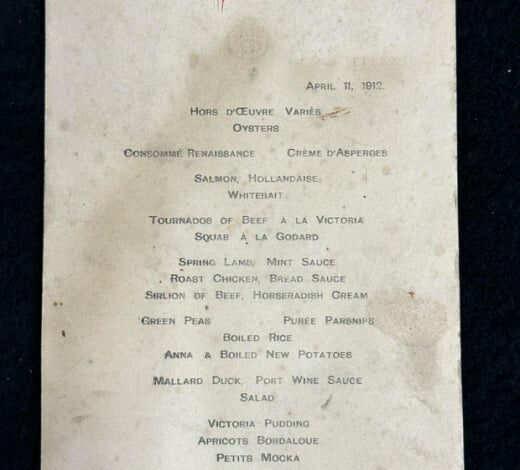 April 11, 1912.
Hors d'Œuvre Variés
Oysters
Consommé Renaissance Crème d'Asperges
Salmon, Hollandaise
Whitebait
Tournados of Beef à la Victoria
Squab à la Godard
Spring Lamb, Mint Sauce
Roast Chicken, Bread Sauce
Sirlion of Beef, Horseradish Cream
Green Peas Purée Parsnips
Boiled Rice
Anna & Boiled New Potatoes
Mallard Duck, Port Wine Sauce
Salad
Victoria Pudding
Apricots Bordaloue
Petits Mocka